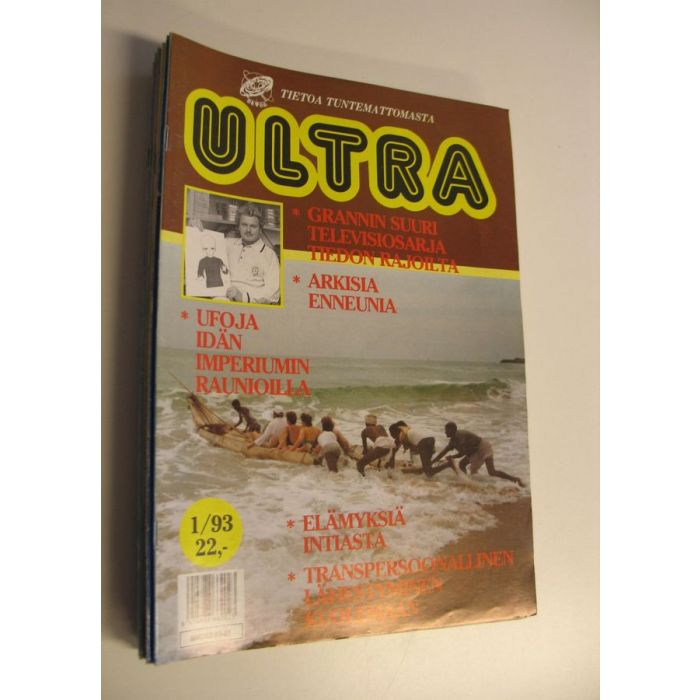 TIETOA TUNTEMATTOMASTA
ULTRA
* GRANNIN SUURI
TELEVISIOSARJA
TIEDON RAJOILTA
* ARKISIA
ENNEUNIA
* UFOJA
IDÄN
IMPERIUMIN
RAUNIOILLA
1/93
22,-
* ELÄMYKSIÄ
INTIASTA
* TRANSPERSOONALLINEN
LÄHESTYMINEN